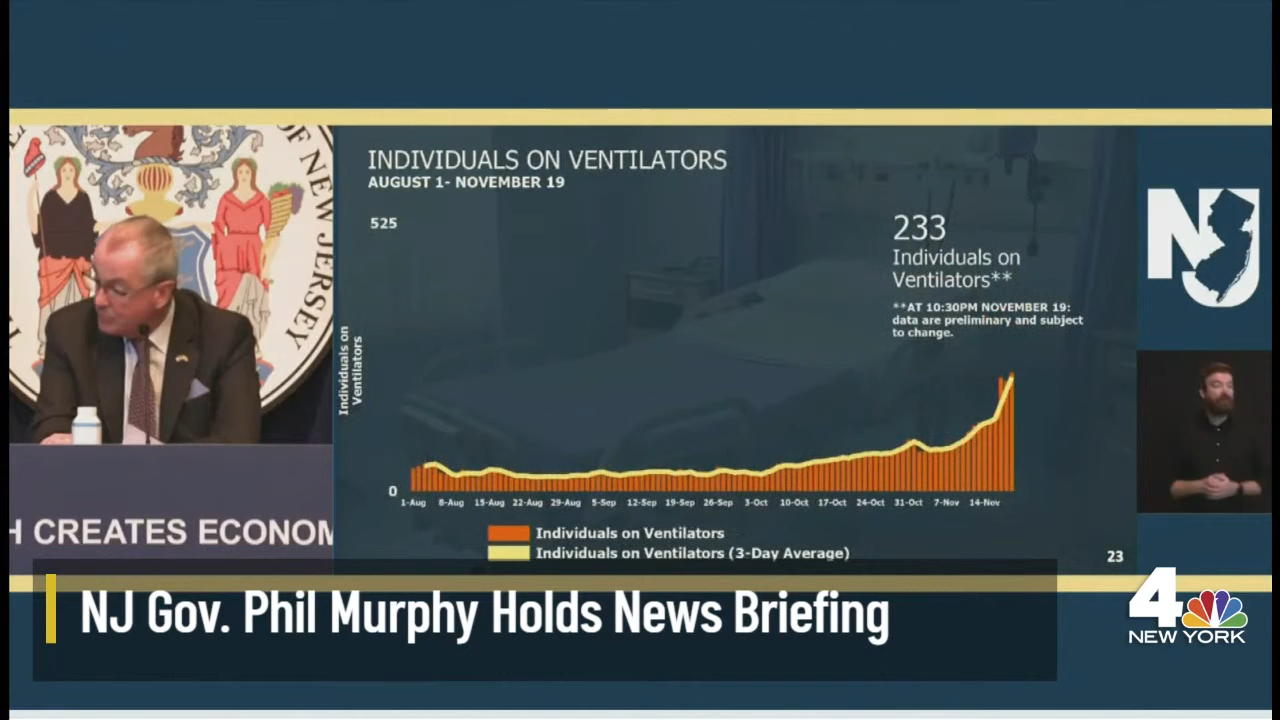 OF NEW JERSEY
H CREATES ECONOM
INDIVIDUALS ON VENTILATORS
AUGUST 1- NOVEMBER 19
525
Individuals on
Ventilators
0
233
Individuals on
Ventilators**
**AT 10:30PM NOVEMBER 19:
data are preliminary and subject
to change.
1-Aug 8-Aug 15-Aug 22-Aug 29-Aug 5-Sep 12-Sep 19-Sep 26-Sep 3-Oct 10-Oct 17-Oct 24-Oct 31-Oct 7-Nov 14-Nov
Individuals on Ventilators
Individuals on Ventilators (3-Day Average)
23
NJ
NJ Gov. Phil Murphy Holds News Briefing
4
NEW YORK